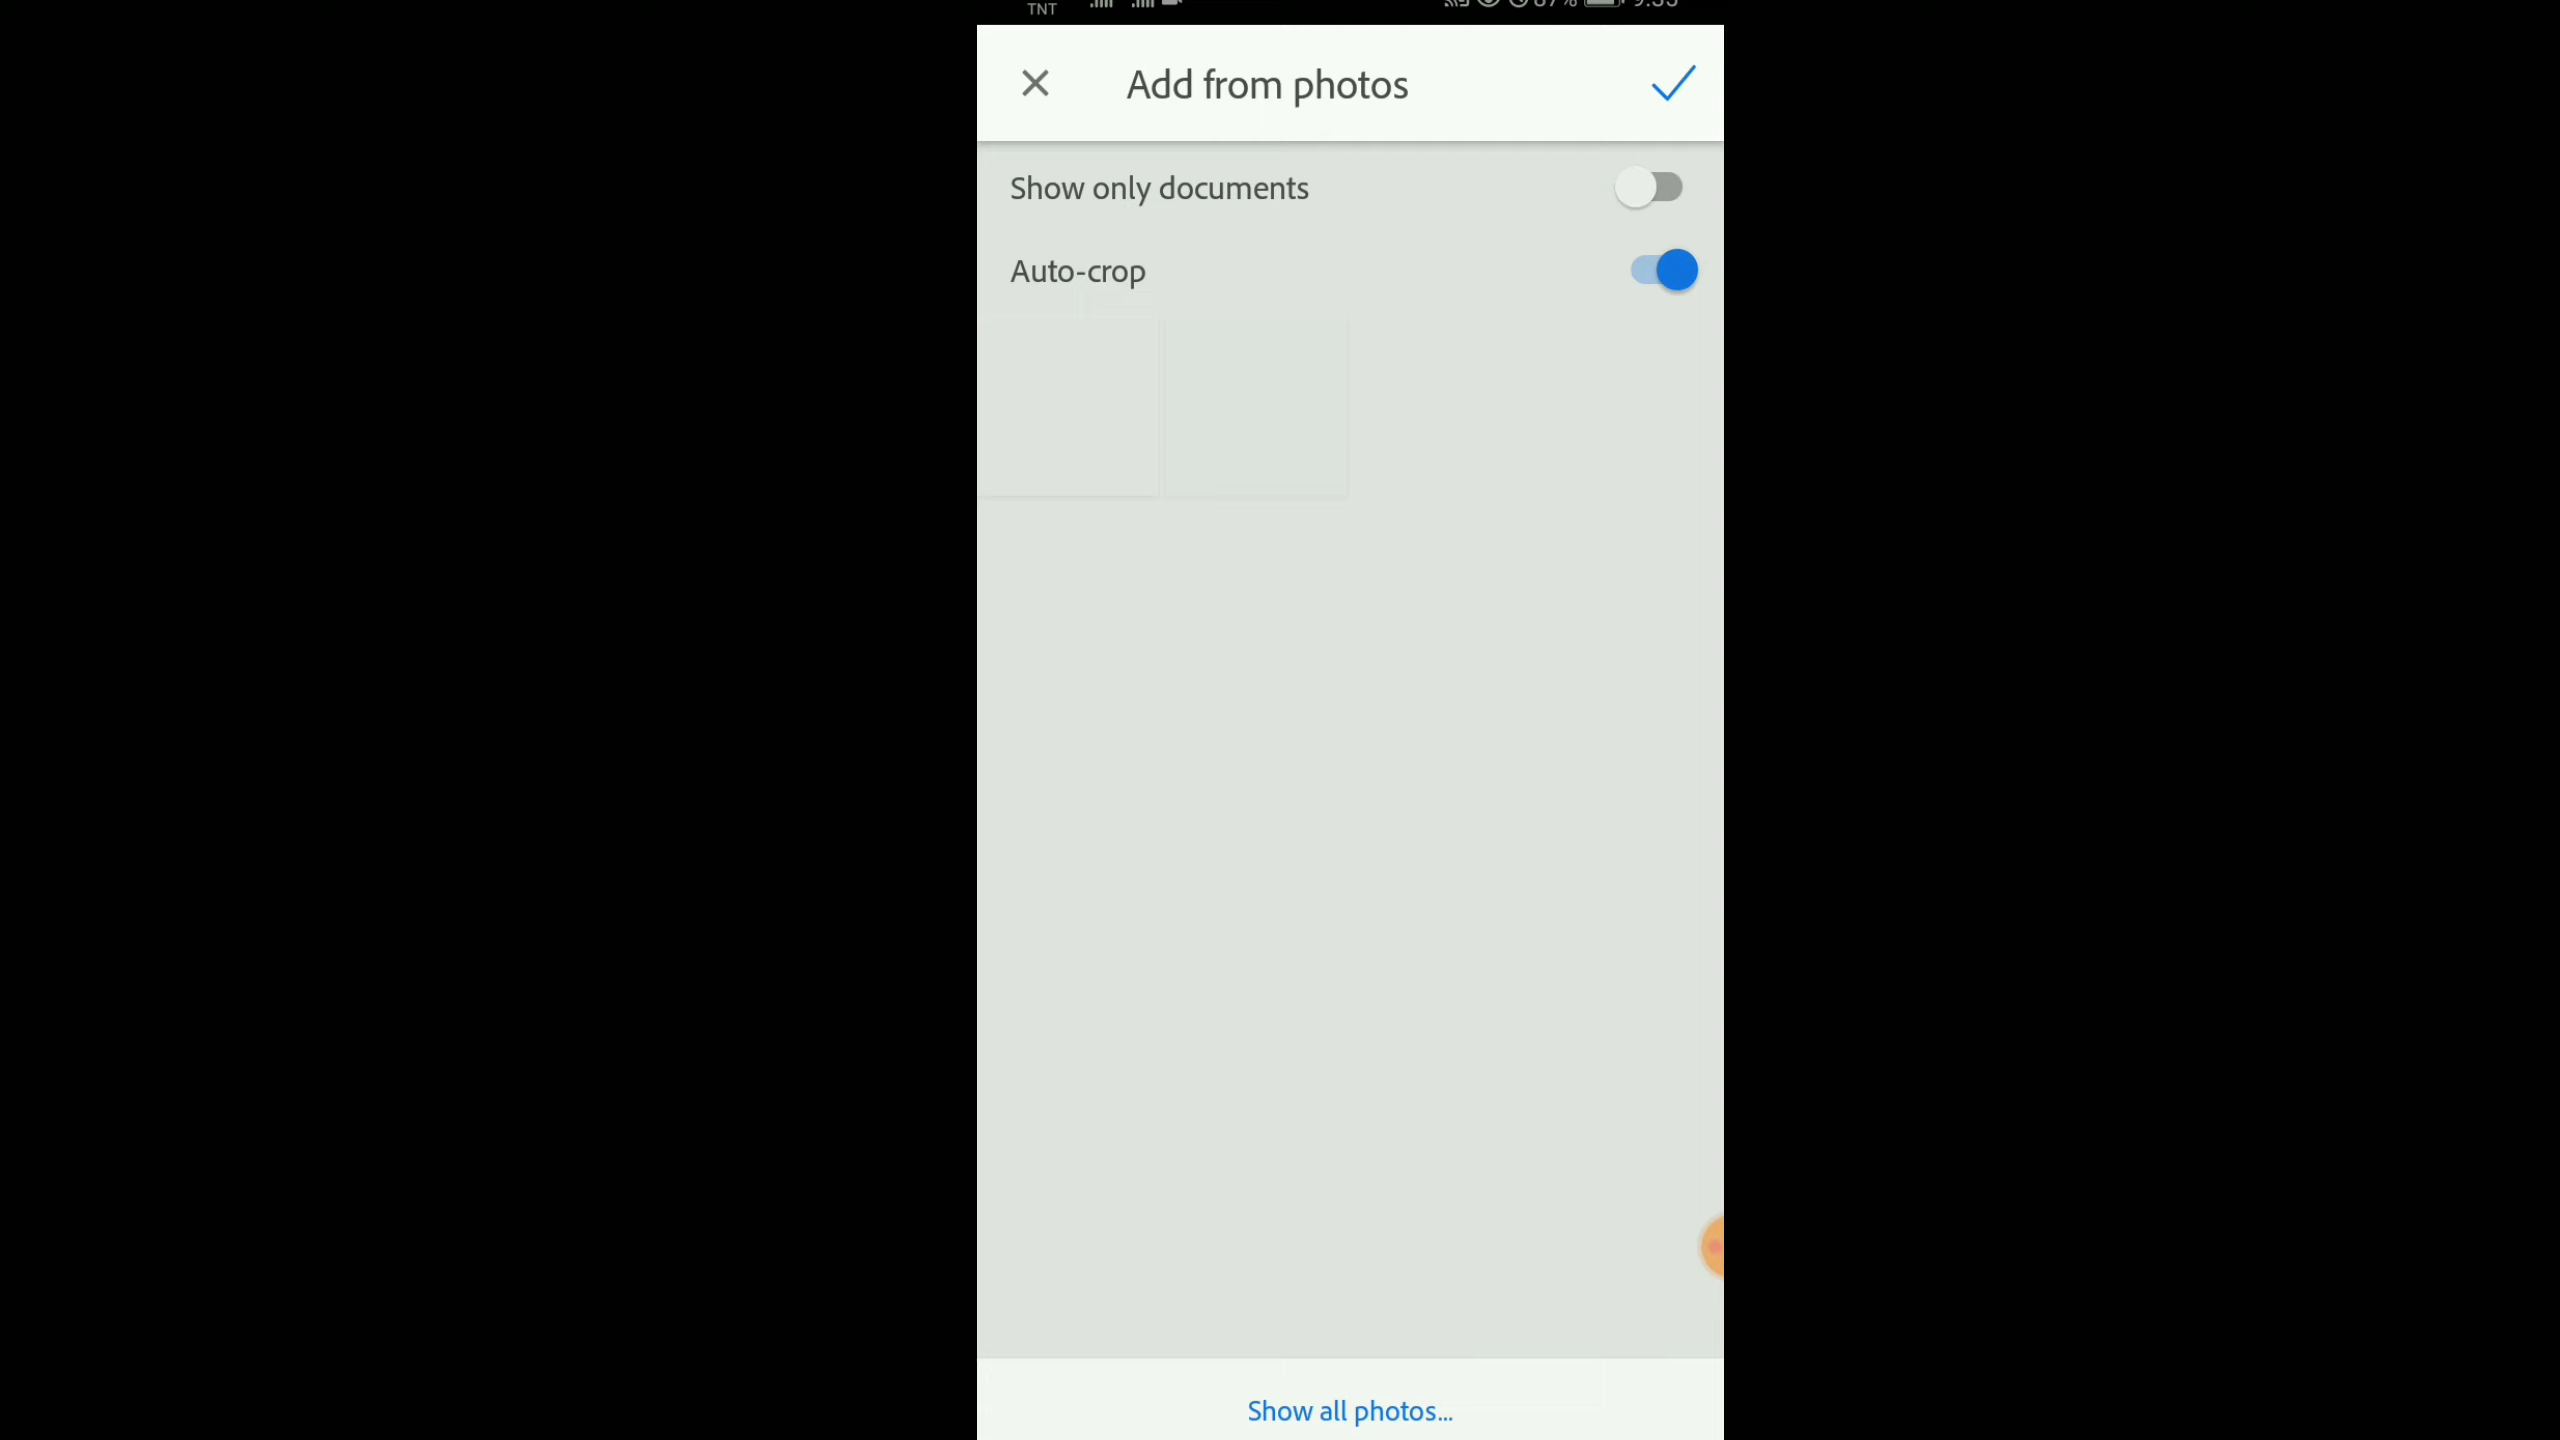 TNT
Add from photos
Show only documents
Auto-crop
Show all photos...